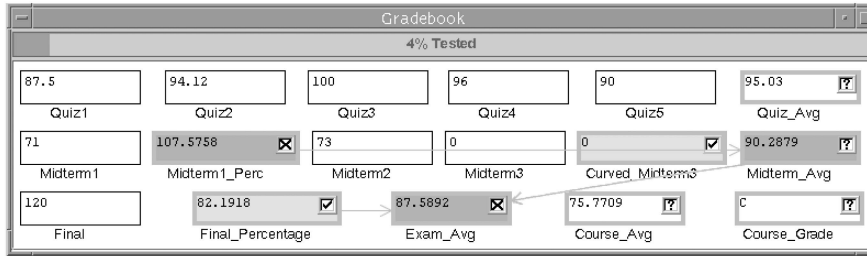 Gradebook
4% Tested
87.5 94.12 100 96 90 95.03 ?
Quiz1 Quiz2 Quiz3 Quiz4 Quiz5 Quiz_Avg
71 107.5758 73 0 0 90.2879 ?
Midterm1 Midterm1_Perc Midterm2 Midterm3 Curved_Midterm3 Midterm_Avg
120 82.1918 87.5892 75.7709 ? C ?
Final Final_Percentage Exam_Avg Course_Avg Course_Grade